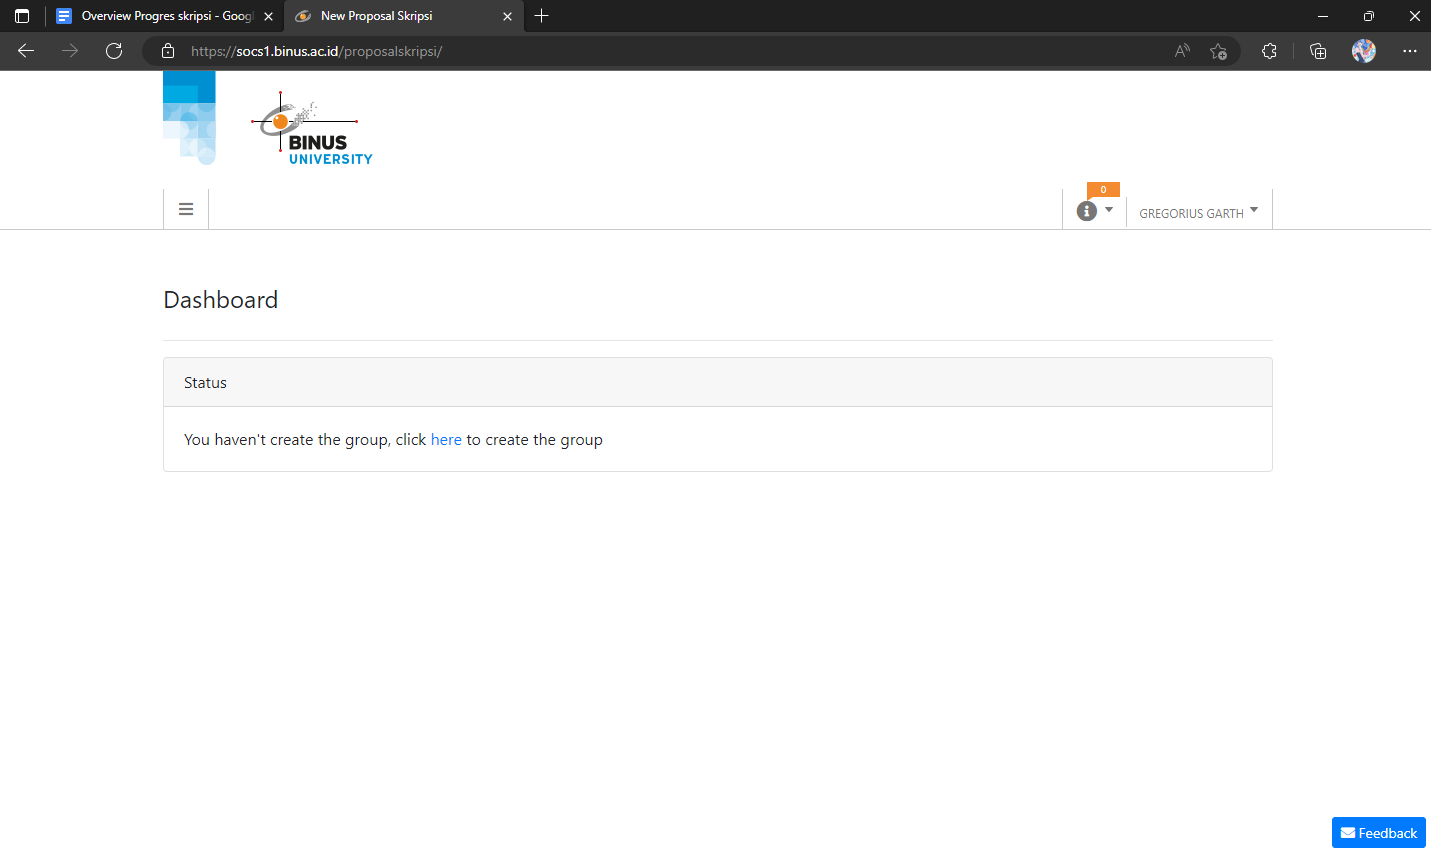 Overview Progres skripsi - Googl
New Proposal Skripsi
https://socs1.binus.ac.id/proposalskripsi/
BINUS
UNIVERSITY
0
GREGORIUS GARTH
Dashboard
Status
You haven't create the group, click here to create the group
Feedback